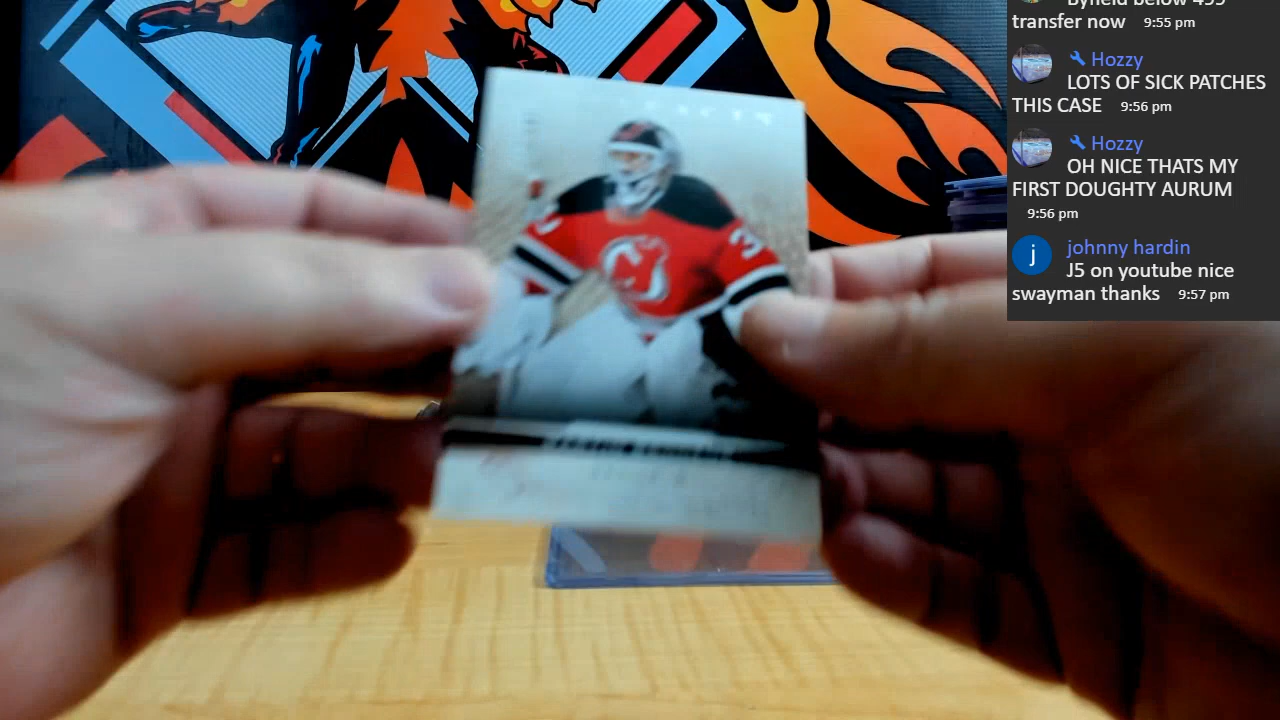 transfer now 9:55 pm
Hozzy
LOTS OF SICK PATCHES
THIS CASE 9:56 pm
Hozzy
OH NICE THATS MY
FIRST DOUGHTY AURUM
9:56 pm
j johnny hardin
J5 on youtube nice
swayman thanks 9:57 pm
3